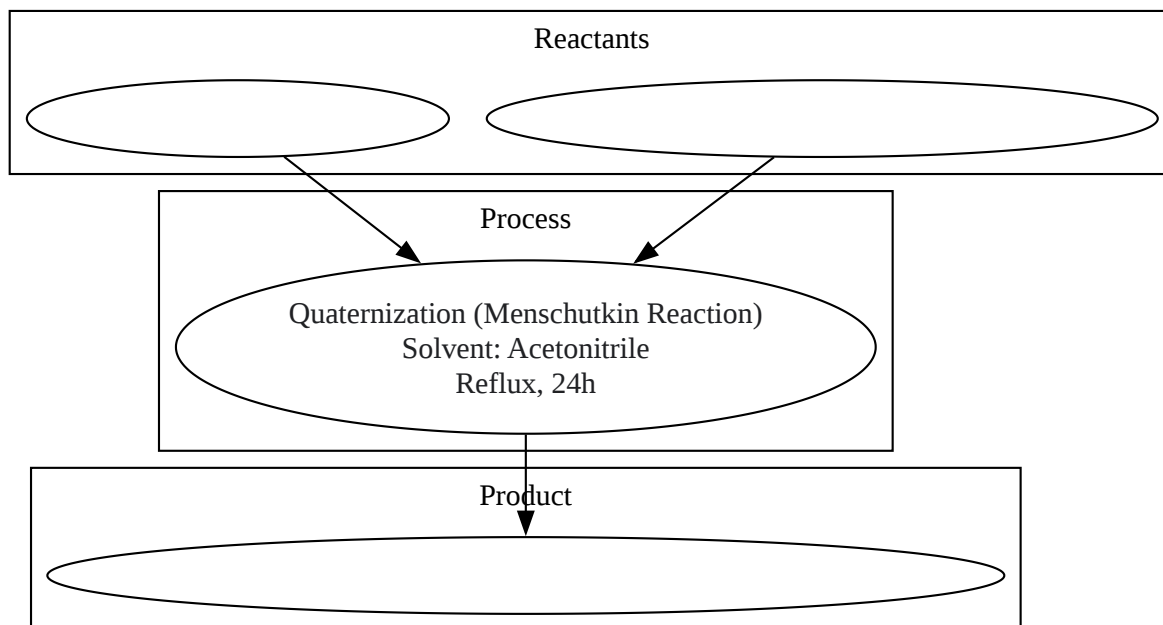 Reactants
Process
Quaternization (Menschutkin Reaction)
Solvent: Acetonitrile
Reflux, 24h
Product